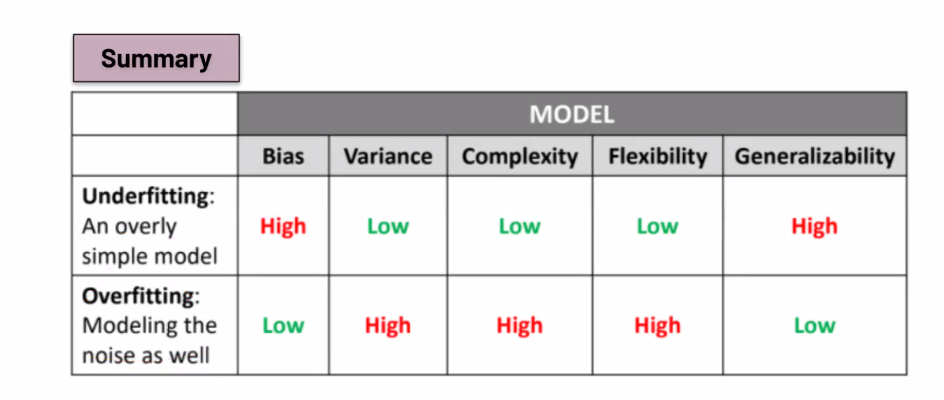 Summary
MODEL
Bias Variance Complexity Flexibility Generalizability
Underfitting:
An overly
simple model
High Low Low Low High
Overfitting:
Modeling the
noise as well
Low High High High Low